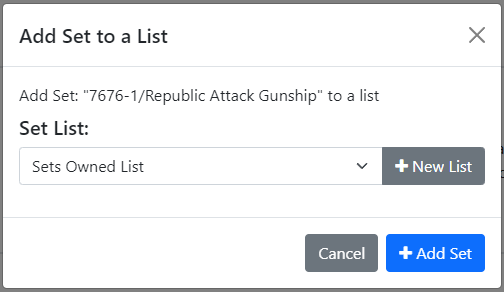 Add Set to a List
Add Set: "7676-1/Republic Attack Gunship" to a list
Set List:
Sets Owned List
New List
Cancel
Add Set